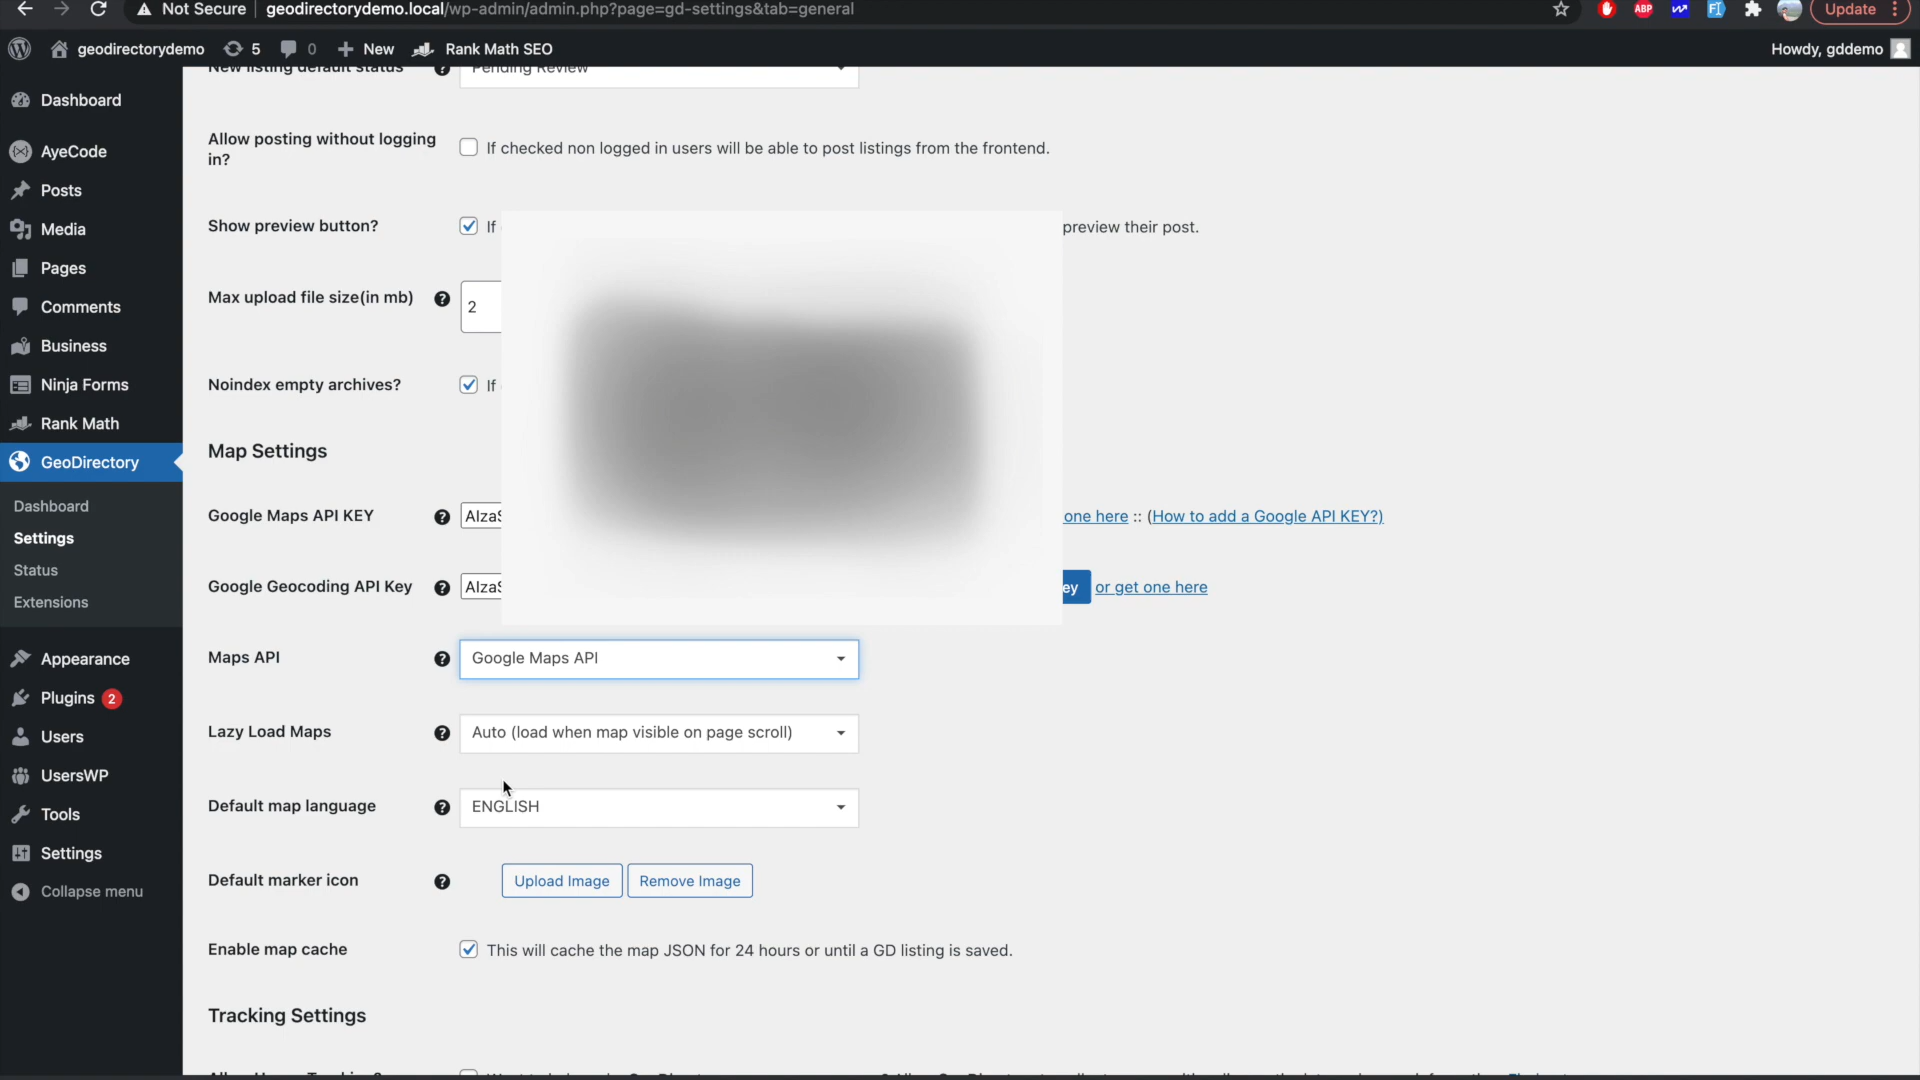 Not Secure geodirectorydemo.local/wp-admin/admin.php?page=gd-settings&tab=general ABP Update
geodirectorydemo 5 0 New Rank Math SEO Howdy, gddemo
New listing default status Pending Review
Dashboard
Allow posting without logging in? If checked non logged in users will be able to post listings from the frontend.
AyeCode
Posts
Show preview button? If preview their post.
Media
Pages
Max upload file size(in mb) 2
Comments
Business
Noindex empty archives? If
Ninja Forms
Rank Math
Map Settings
GeoDirectory
Dashboard
Google Maps API KEY one here :: (How to add a Google API KEY?)
Settings
Status
Google Geocoding API Key ey or get one here
Extensions
Maps API Google Maps API
Appearance
Plugins 2
Lazy Load Maps Auto (load when map visible on page scroll)
Users
UsersWP
Default map language ENGLISH
Tools
Settings
Default marker icon Upload Image Remove Image
Collapse menu
Enable map cache This will cache the map JSON for 24 hours or until a GD listing is saved.
Tracking Settings